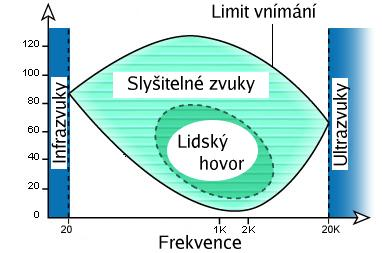 Limit vnímání
120
100
80
60
40
20
0
Infrazvuky
Slyšitelné zvuky
Lidský
hovor
Ultrazvuky
20
1K
2K
20K
Frekvence